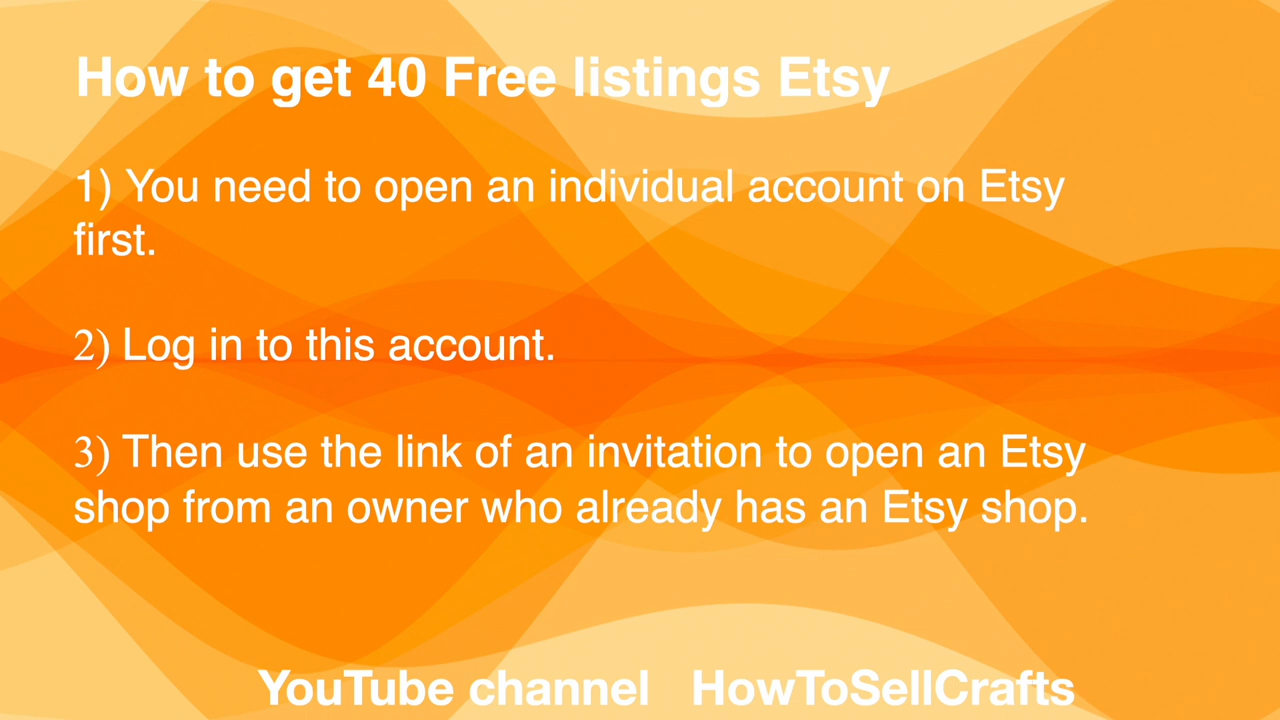 How to get 40 Free listings Etsy
1) You need to open an individual account on Etsy
first.
2) Log in to this account.
3) Then use the link of an invitation to open an Etsy
shop from an owner who already has an Etsy shop.
YouTube channel HowToSellCrafts